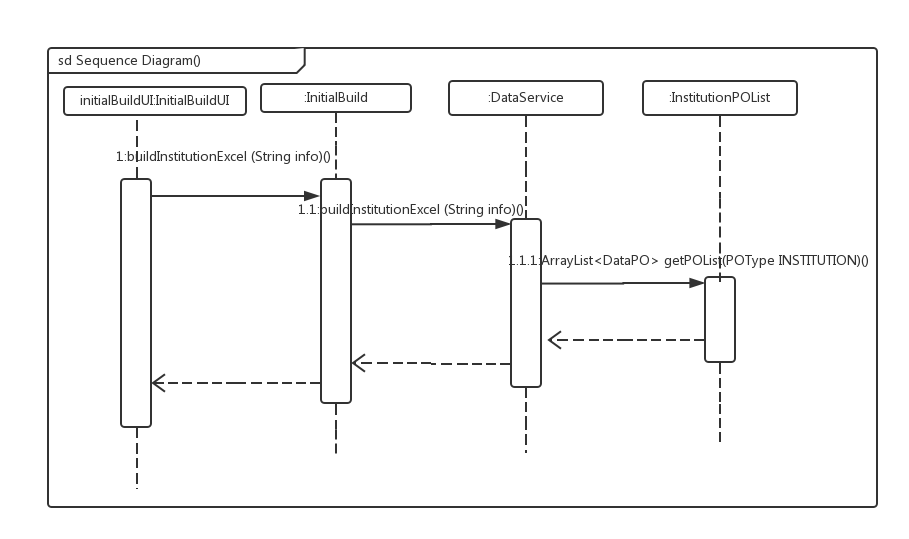 sd Sequence Diagram()
initialBuildUI:InitialBuildUI
:InitialBuild
:DataService
:InstitutionPOList
1:buildInstitutionExcel (String info)()
1.1:buildInstitutionExcel (String info)()
1.1.1:ArrayList<DataPO> getPOList(POType INSTITUTION)()